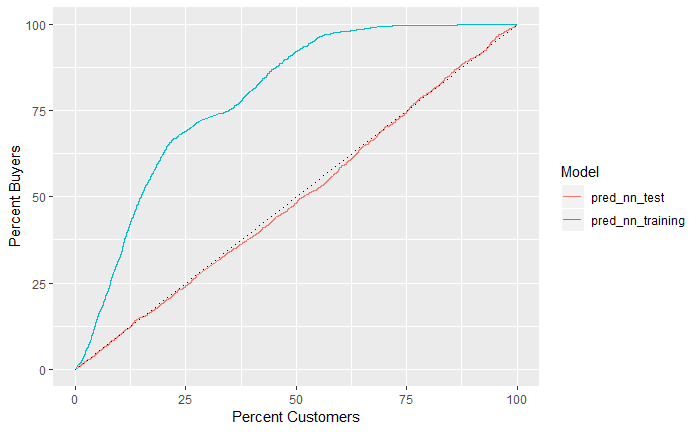 100
75
50
25
0
Percent Buyers
0
25
50
75
100
Percent Customers
Model
pred_nn_test
pred_nn_training